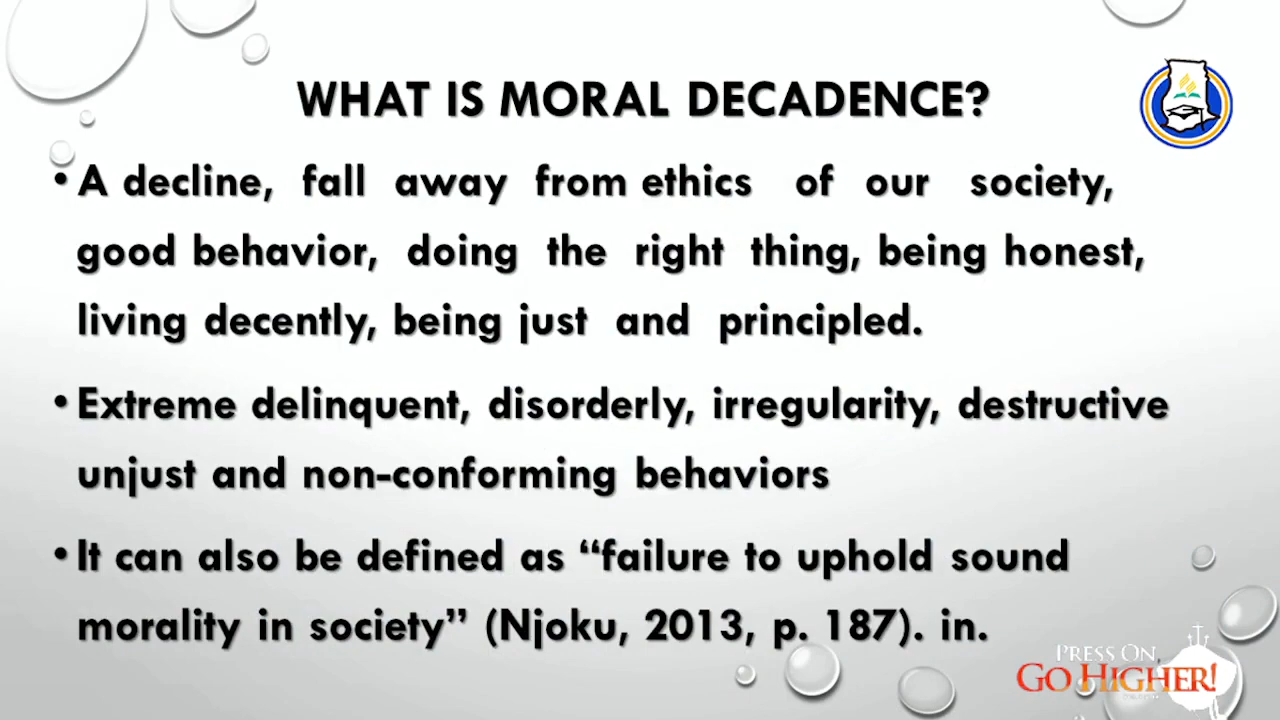 WHAT IS MORAL DECADENCE?
• A decline, fall away from ethics of our society,
good behavior, doing the right thing, being honest,
living decently, being just and principled.
• Extreme delinquent, disorderly, irregularity, destructive
unjust and non-conforming behaviors
• It can also be defined as “failure to uphold sound
morality in society” (Njoku, 2013, p. 187). in.
PRESS ON,
GO HIGHER!